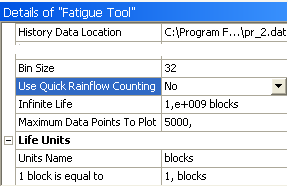 Details of "Fatigue Tool"
History Data Location C:\Program F...\pr_2.dat
Bin Size 32
Use Quick Rainflow Counting No
Infinite Life 1,e+009 blocks
Maximum Data Points To Plot 5000,
Life Units
Units Name blocks
1 block is equal to 1, blocks